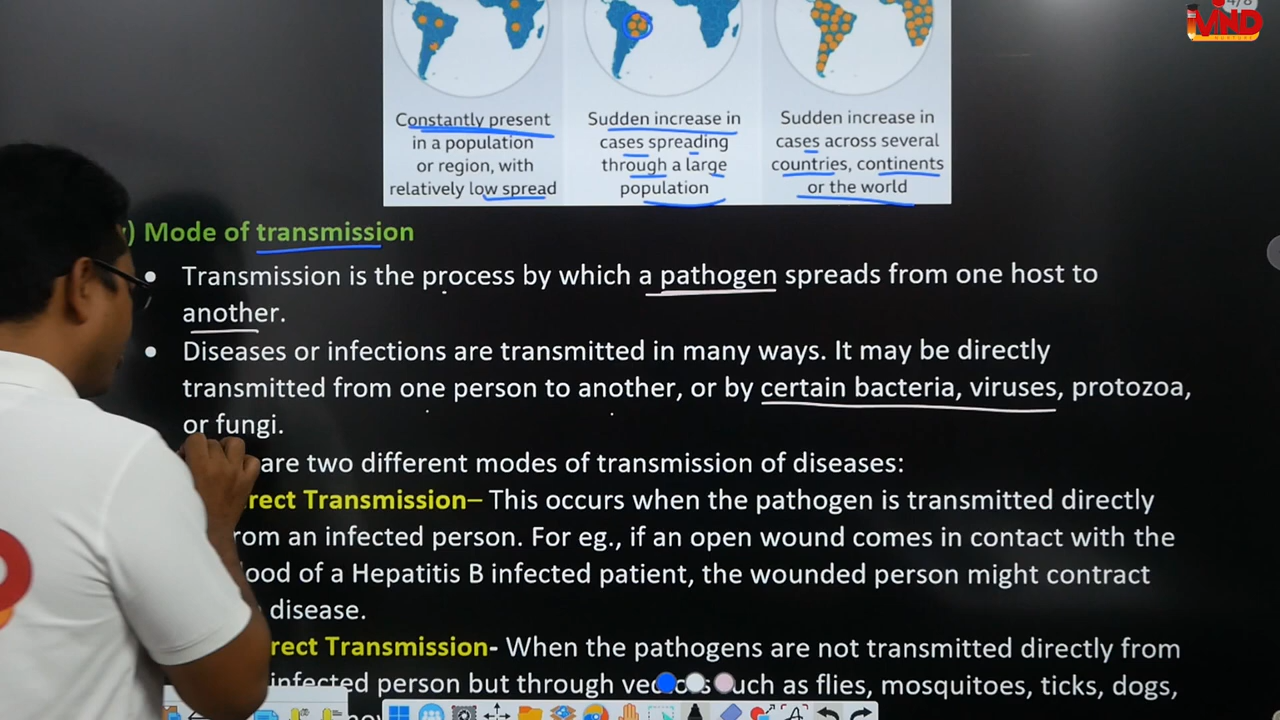 4/8
MIND
Constantly present
in a population
or region, with
relatively low spread
Sudden increase in
cases spreading
through a large
population
Sudden increase in
cases across several
countries, continents
or the world
) Mode of transmission
• Transmission is the process by which a pathogen spreads from one host to
another.
• Diseases or infections are transmitted in many ways. It may be directly
transmitted from one person to another, or by certain bacteria, viruses, protozoa,
or fungi.
are two different modes of transmission of diseases:
rect Transmission– This occurs when the pathogen is transmitted directly
rom an infected person. For eg., if an open wound comes in contact with the
lood of a Hepatitis B infected patient, the wounded person might contract
disease.
rect Transmission- When the pathogens are not transmitted directly from
infected person but through vectors such as flies, mosquitoes, ticks, dogs,